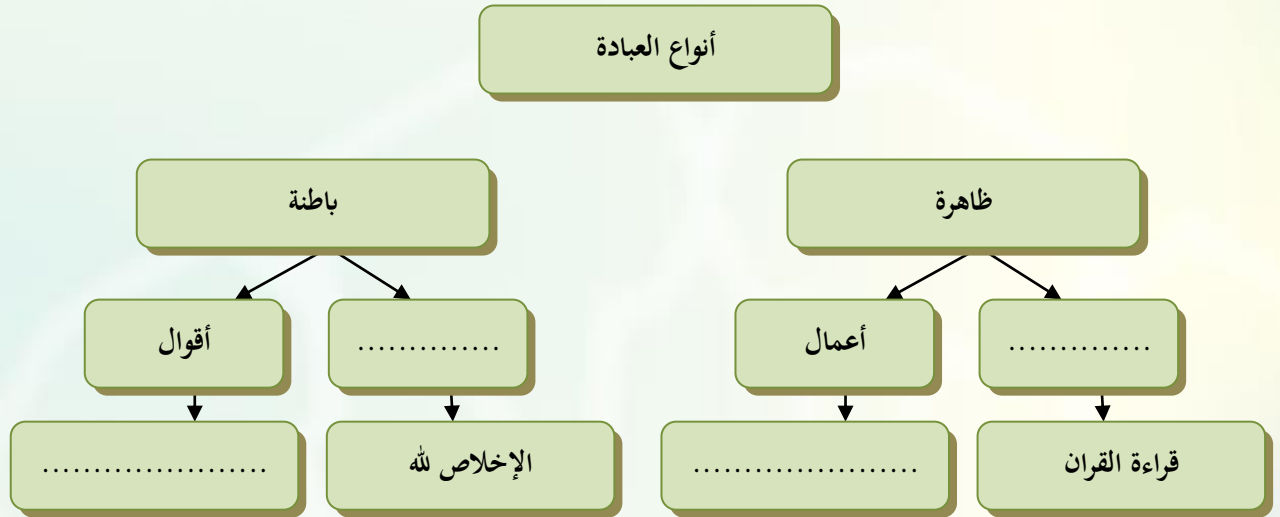 أنواع العبادة
ظاهرة
باطنة
..............
أعمال
..............
أقوال
قراءة القران
......................
الإخلاص لله
......................